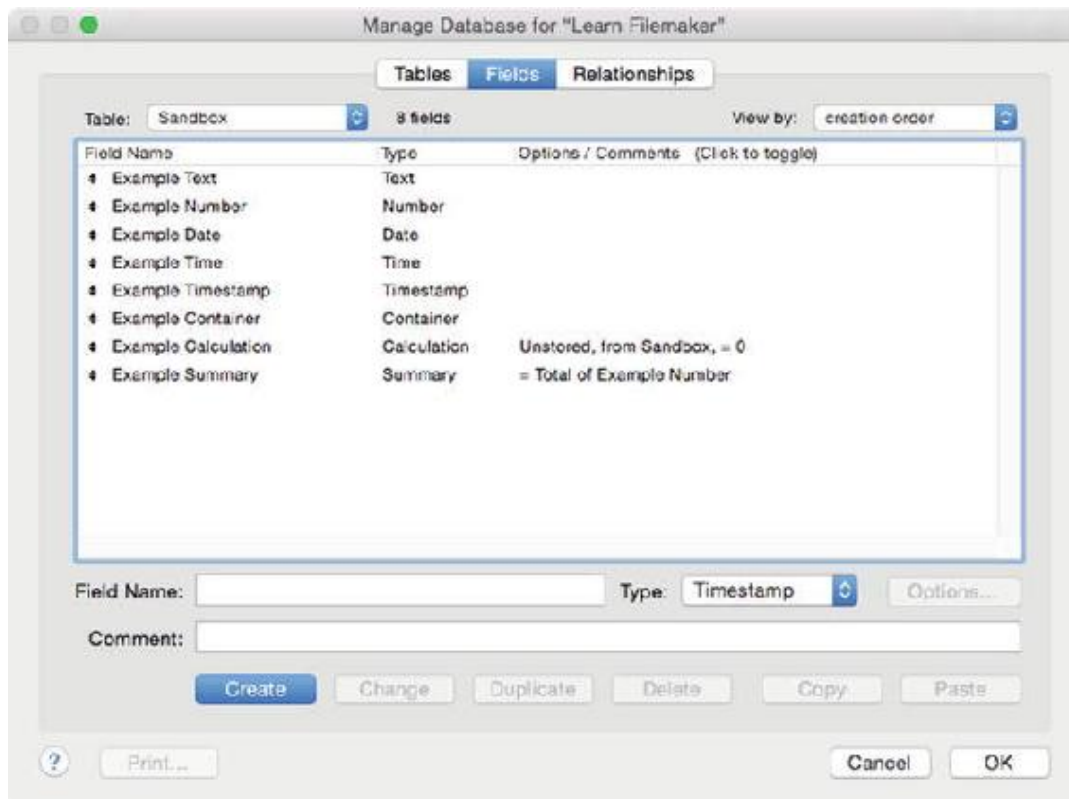 Manage Database for "Learn Filemaker"
Tables Fields Relationships
Table: Sandbox 8 fields View by: creation order
Field Name Type Options / Comments (Click to toggle)
Example Text Text
Example Number Number
Example Date Date
Example Time Time
Example Timestamp Timestamp
Example Container Container
Example Calculation Calculation Unstored, from Sandbox, = 0
Example Summary Summary = Total of Example Number
Field Name: Type: Timestamp Options...
Comment:
Create Change Duplicate Delete Copy Paste
? Print... Cancel OK